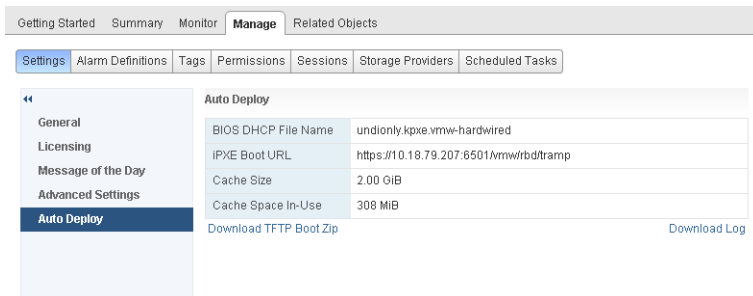 Getting Started Summary Monitor Manage Related Objects
Settings Alarm Definitions Tags Permissions Sessions Storage Providers Scheduled Tasks
General
Licensing
Message of the Day
Advanced Settings
Auto Deploy
Auto Deploy
BIOS DHCP File Name undionly.kpxe.vmw-hardwired
iPXE Boot URL https://10.18.79.207:6501/vmw/rbd/tramp
Cache Size 2.00 GiB
Cache Space In-Use 308 MiB
Download TFTP Boot Zip Download Log